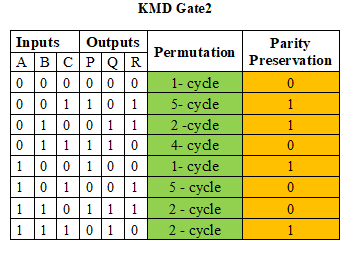 KMD Gate2
Inputs Outputs Permutation Parity Preservation
A B C P Q R
0 0 0 0 0 0 1- cycle 0
0 0 1 1 0 1 5- cycle 1
0 1 0 0 1 1 2 -cycle 1
0 1 1 1 1 0 4- cycle 0
1 0 0 1 0 0 1- cycle 1
1 0 1 0 0 1 5 - cycle 0
1 1 0 1 1 1 2 - cycle 0
1 1 1 0 1 0 2 - cycle 1